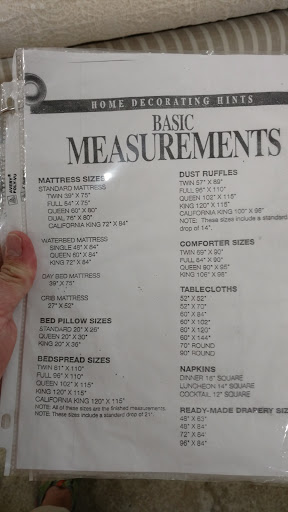 HOME DECORATING HINTS
BASIC
MEASUREMENTS
MATTRESS SIZES
STANDARD MATTRESS
TWIN 39" X 75"
FULL 54" X 75"
QUEEN 60" X 80"
DUAL 76" X 80"
CALIFORNIA KING 72" X 84"
WATERBED MATTRESS
SINGLE 48" X 84"
QUEEN 60" X 84"
KING 72" X 84"
DAY BED MATTRESS
39" X 75"
CRIB MATTRESS
27" X 52"
BED PILLOW SIZES
STANDARD 20" X 26"
QUEEN 20" X 30"
KING 20" X 36"
BEDSPREAD SIZES
TWIN 81" X 110"
FULL 96" X 110"
QUEEN 102" X 115"
KING 120" X 115"
CALIFORNIA KING 120" X 115"
NOTE: All of these sizes are the finished measurements.
NOTE: These sizes include a standard drop of 21".
DUST RUFFLES
TWIN 57" X 89"
FULL 96" X 110"
QUEEN 102" X 115"
KING 120" X 115"
CALIFORNIA KING 100" X 98"
NOTE: These sizes include a standard
drop of 14".
COMFORTER SIZES
TWIN 69" X 90"
FULL 84" X 90"
QUEEN 90" X 95"
KING 106" X 98"
TABLECLOTHS
52" X 52"
52" X 70"
60" X 84"
60" X 102"
60" X 120"
60" X 144"
70" ROUND
90" ROUND
NAPKINS
DINNER 16" SQUARE
LUNCHEON 14" SQUARE
COCKTAIL 12" SQUARE
READY-MADE DRAPERY SIZ
48" X 63"
48" X 84"
72" X 84"
96" X 84"